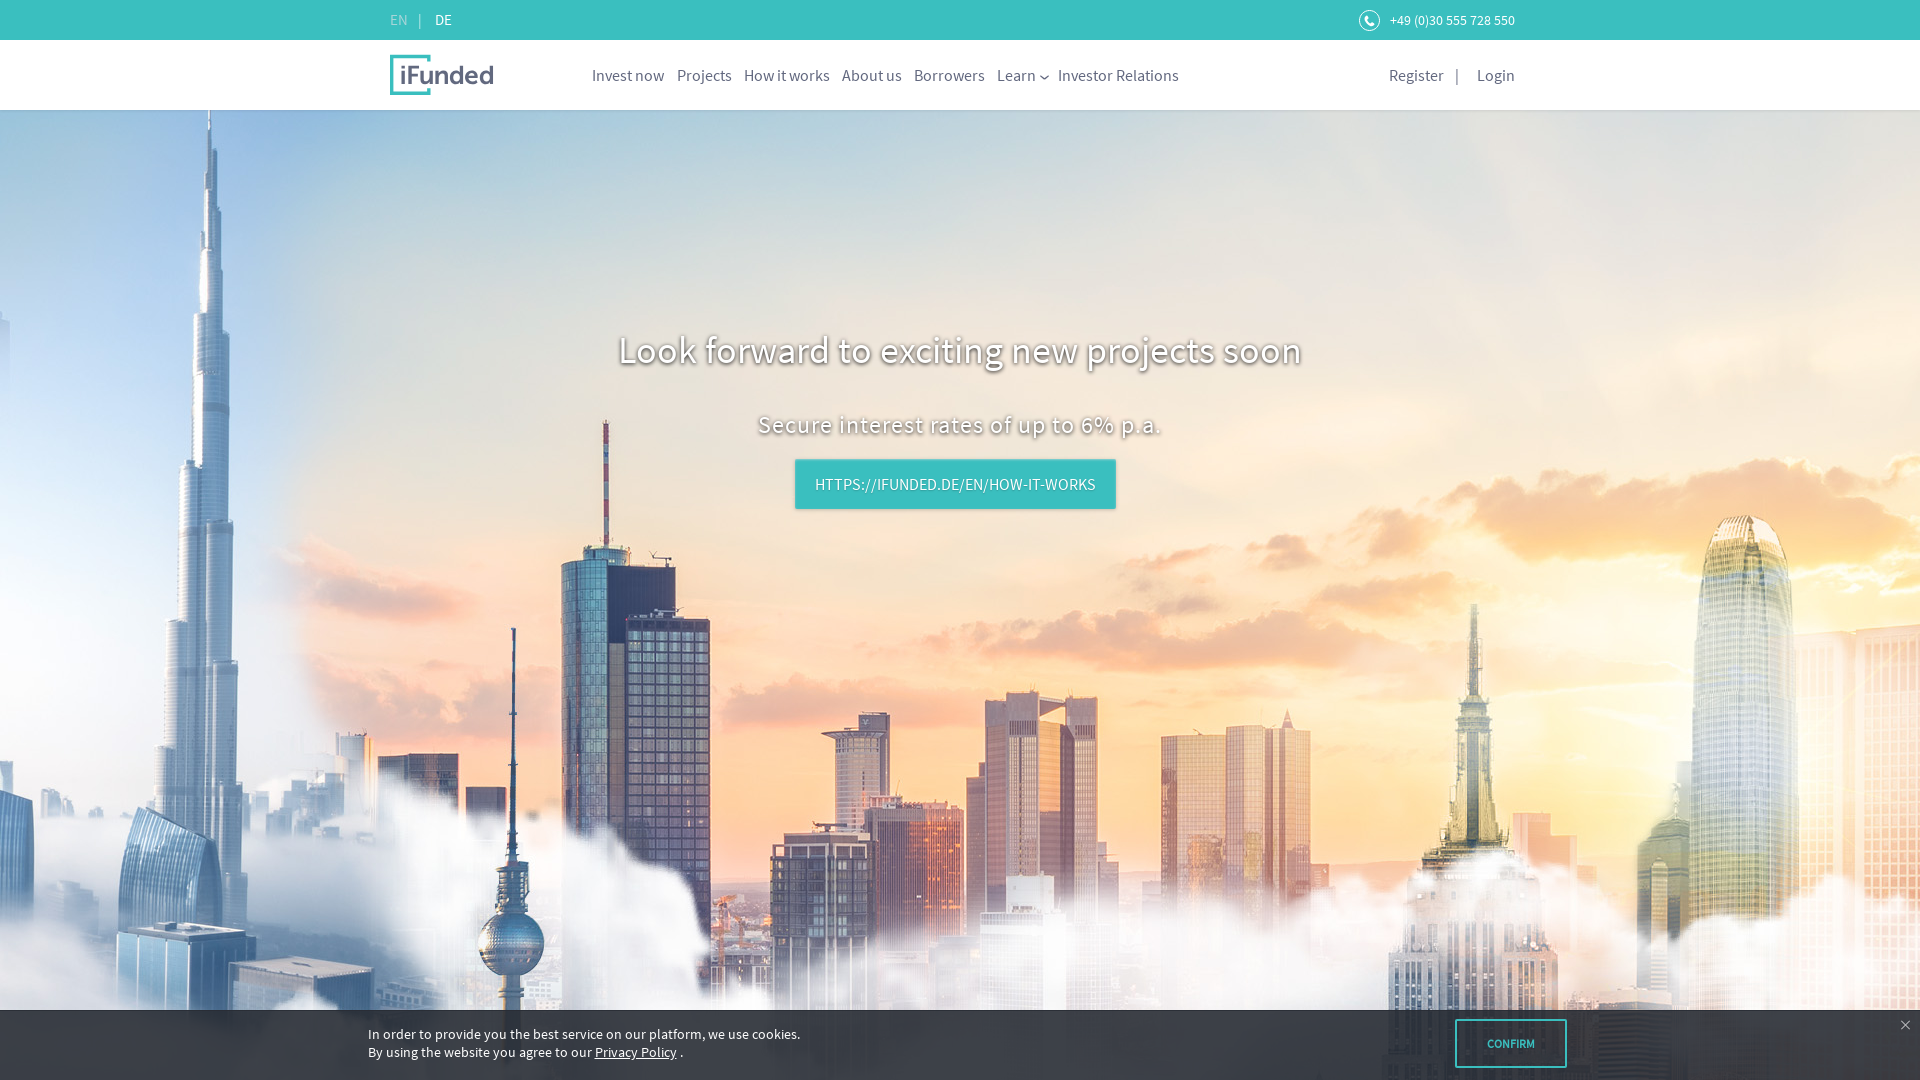 EN | DE
+49 (0)30 555 728 550
iFunded
Invest now Projects How it works About us Borrowers Learn Investor Relations
Register | Login
Look forward to exciting new projects soon
Secure interest rates of up to 6% p.a.
HTTPS://IFUNDED.DE/EN/HOW-IT-WORKS
In order to provide you the best service on our platform, we use cookies.
By using the website you agree to our Privacy Policy .
CONFIRM